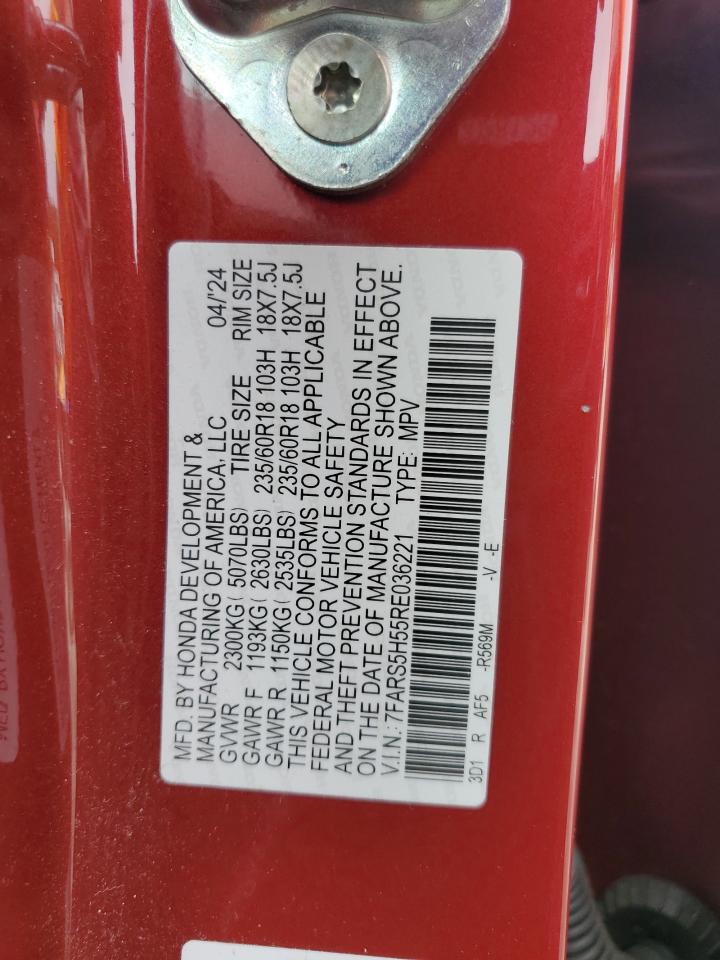 MFD. BY HONDA DEVELOPMENT &
MANUFACTURING OF AMERICA, LLC 04/'24
GVWR 2300KG( 5070LBS) TIRE SIZE RIM SIZE
GAWR F 1193KG( 2630LBS) 235/60R18 103H 18X7.5J
GAWR R 1150KG( 2535LBS) 235/60R18 103H 18X7.5J
THIS VEHICLE CONFORMS TO ALL APPLICABLE
FEDERAL MOTOR VEHICLE SAFETY
AND THEFT PREVENTION STANDARDS IN EFFECT
ON THE DATE OF MANUFACTURE SHOWN ABOVE.
V.I.N.: 7FARS5H55RE036221 TYPE: MPV
3D1 R AF5 -R569M -V -E